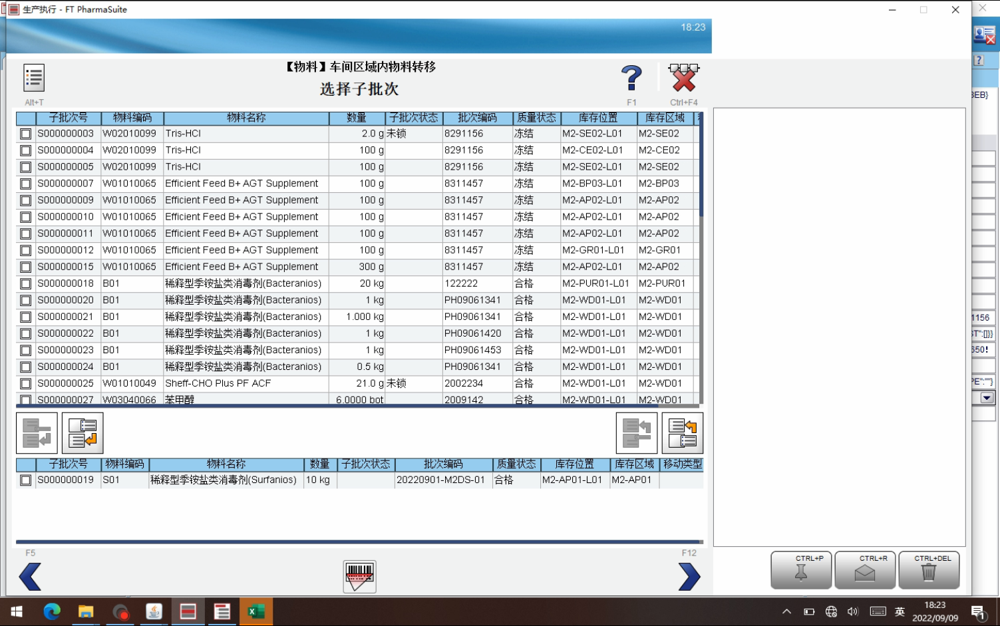 生产执行 - FT PharmaSuite
18:23
【物料】车间区域内物料转移
选择子批次
Alt+T
F1
Ctrl+F4
子批次号 物料编码 物料名称 数量 子批次状态 批次编码 质量状态 库存位置 库存区域
S000000003 W02010099 Tris-HCl 2.0 g 未锁 8291156 冻结 M2-SE02-L01 M2-SE02
S000000004 W02010099 Tris-HCl 100 g 8291156 冻结 M2-CE02-L01 M2-CE02
S000000005 W02010099 Tris-HCl 100 g 8291156 冻结 M2-SE02-L01 M2-SE02
S000000007 W01010065 Efficient Feed B+ AGT Supplement 100 g 8311457 冻结 M2-BP03-L01 M2-BP03
S000000009 W01010065 Efficient Feed B+ AGT Supplement 100 g 8311457 冻结 M2-AP02-L01 M2-AP02
S000000010 W01010065 Efficient Feed B+ AGT Supplement 100 g 8311457 冻结 M2-AP02-L01 M2-AP02
S000000011 W01010065 Efficient Feed B+ AGT Supplement 100 g 8311457 冻结 M2-AP02-L01 M2-AP02
S000000012 W01010065 Efficient Feed B+ AGT Supplement 100 g 8311457 冻结 M2-GR01-L01 M2-GR01
S000000015 W01010065 Efficient Feed B+ AGT Supplement 300 g 8311457 冻结 M2-AP02-L01 M2-AP02
S000000018 B01 稀释型季铵盐类消毒剂(Bacteranios) 20 kg 122222 合格 M2-PUR01-L01 M2-PUR01
S000000020 B01 稀释型季铵盐类消毒剂(Bacteranios) 1 kg PH09061341 合格 M2-WD01-L01 M2-WD01
S000000021 B01 稀释型季铵盐类消毒剂(Bacteranios) 1.000 kg PH09061341 合格 M2-WD01-L01 M2-WD01
S000000022 B01 稀释型季铵盐类消毒剂(Bacteranios) 1 kg PH09061420 合格 M2-WD01-L01 M2-WD01
S000000023 B01 稀释型季铵盐类消毒剂(Bacteranios) 1 kg PH09061453 合格 M2-WD01-L01 M2-WD01
S000000024 B01 稀释型季铵盐类消毒剂(Bacteranios) 0.5 kg PH09061341 合格 M2-WD01-L01 M2-WD01
S000000025 W01010049 Sheff-CHO Plus PF ACF 21.0 g 未锁 2002234 合格 M2-WD01-L01 M2-WD01
S000000027 W03040066 苯甲醇 6.0000 bot 2009142 合格 M2-WD01-L01 M2-WD01
子批次号 物料编码 物料名称 数量 子批次状态 批次编码 质量状态 库存位置 库存区域 移动类型
S000000019 S01 稀释型季铵盐类消毒剂(Surfanios) 10 kg 20220901-M2DS-01 合格 M2-AP01-L01 M2-AP01
F5
F12
CTRL+P
CTRL+R
CTRL+DEL
BEB}
1156
ST":[]}}
650!
PE":""}
英
18:23
2022/09/09
1